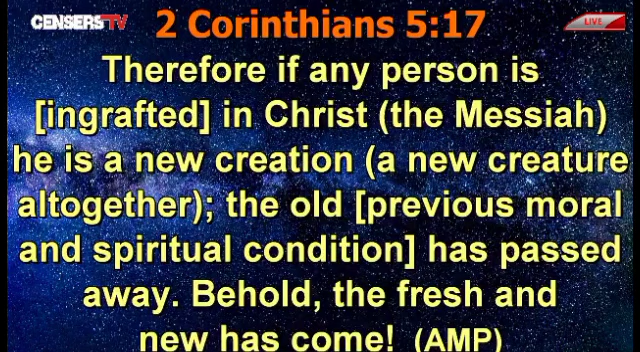 CENSERSTV
2 Corinthians 5:17
LIVE
Therefore if any person is
[ingrafted] in Christ (the Messiah)
he is a new creation (a new creature
altogether); the old [previous moral
and spiritual condition] has passed
away. Behold, the fresh and
new has come! (AMP)